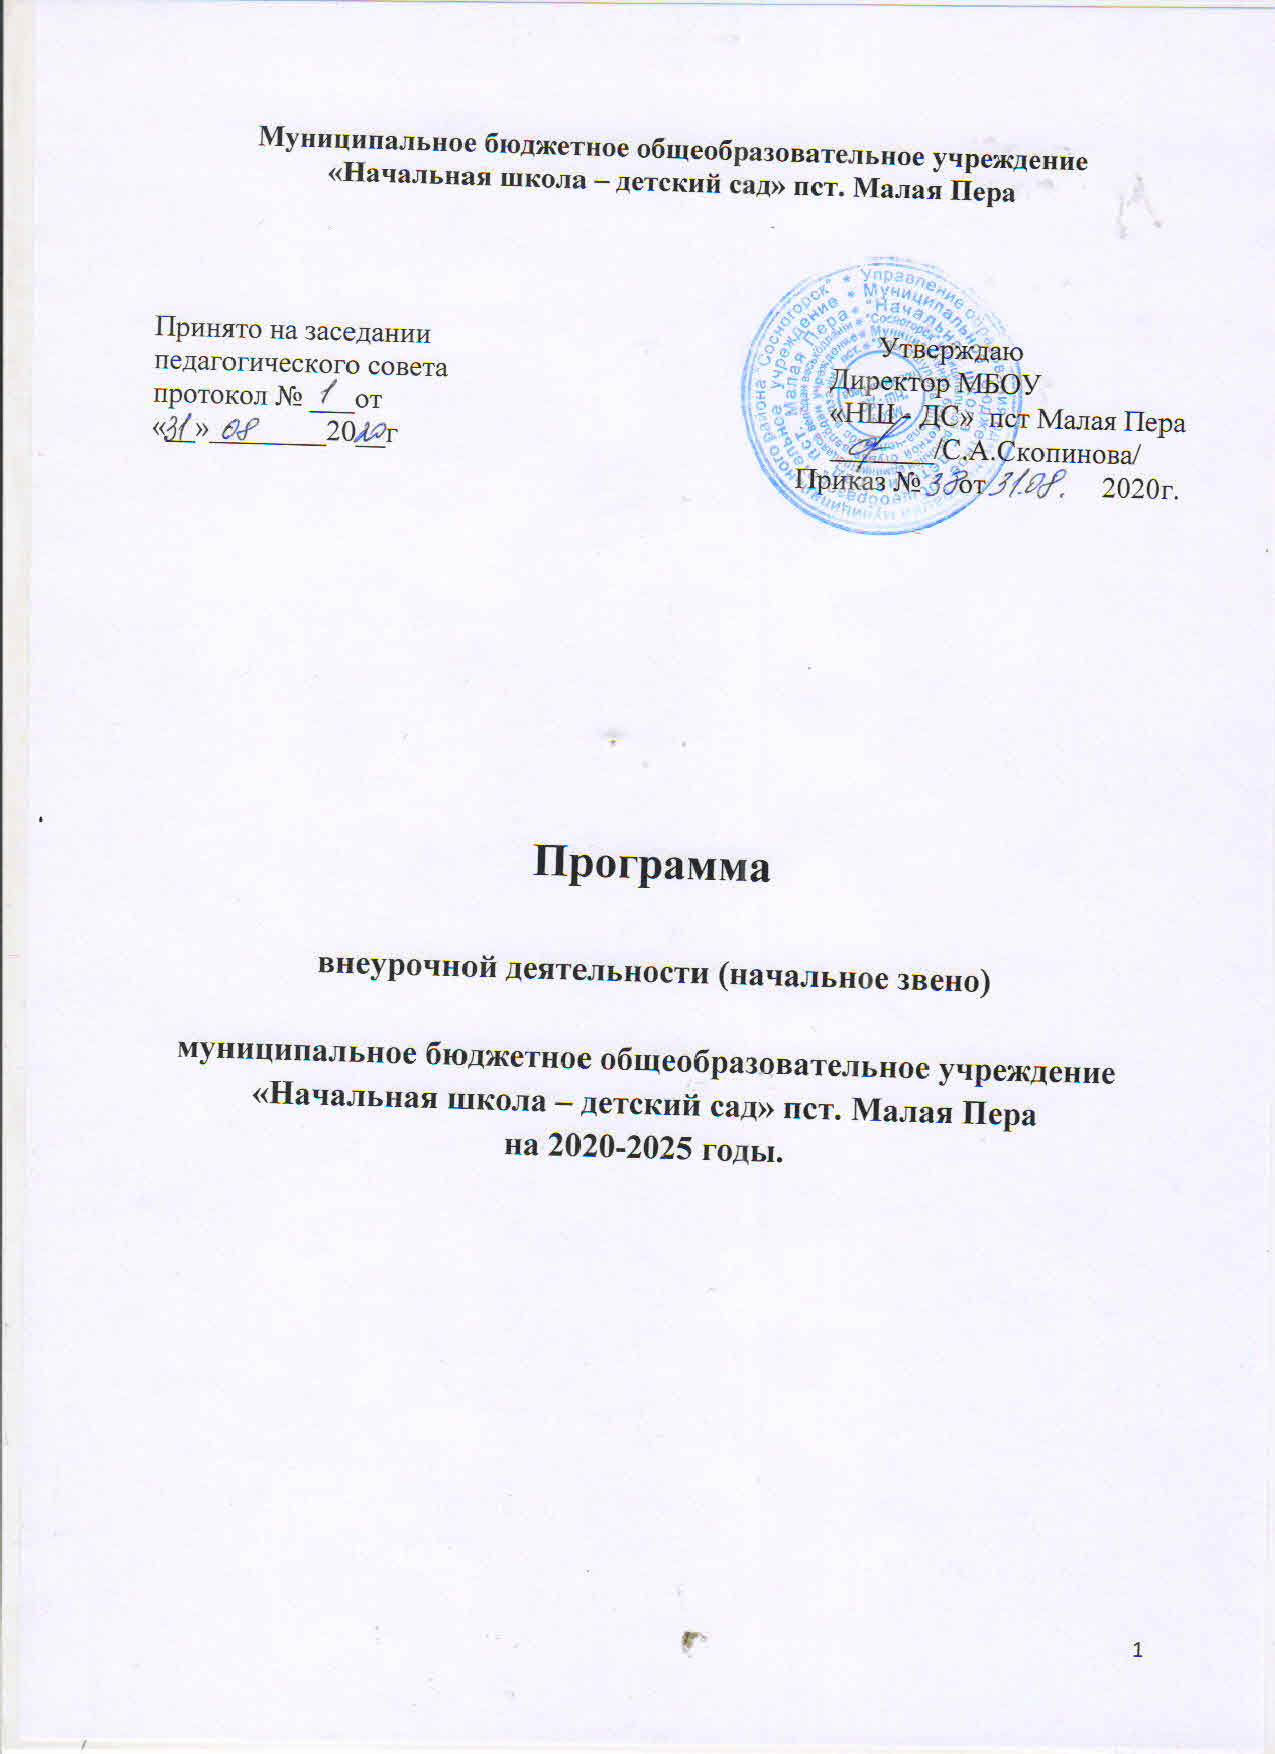 Муниципальное бюджетное общеобразовательное учреждение
«Начальная школа – детский сад» пст. Малая Пера
Принято на заседании
педагогического совета
протокол № 1 от
«31» 08 2020г
Утверждаю
Директор МБОУ
«НШ - ДС» пст Малая Пера
/С.А.Скопинова/
Приказ № 38 от 31.08. 2020г.
Программа
внеурочной деятельности (начальное звено)
муниципальное бюджетное общеобразовательное учреждение
«Начальная школа – детский сад» пст. Малая Пера
на 2020-2025 годы.
1